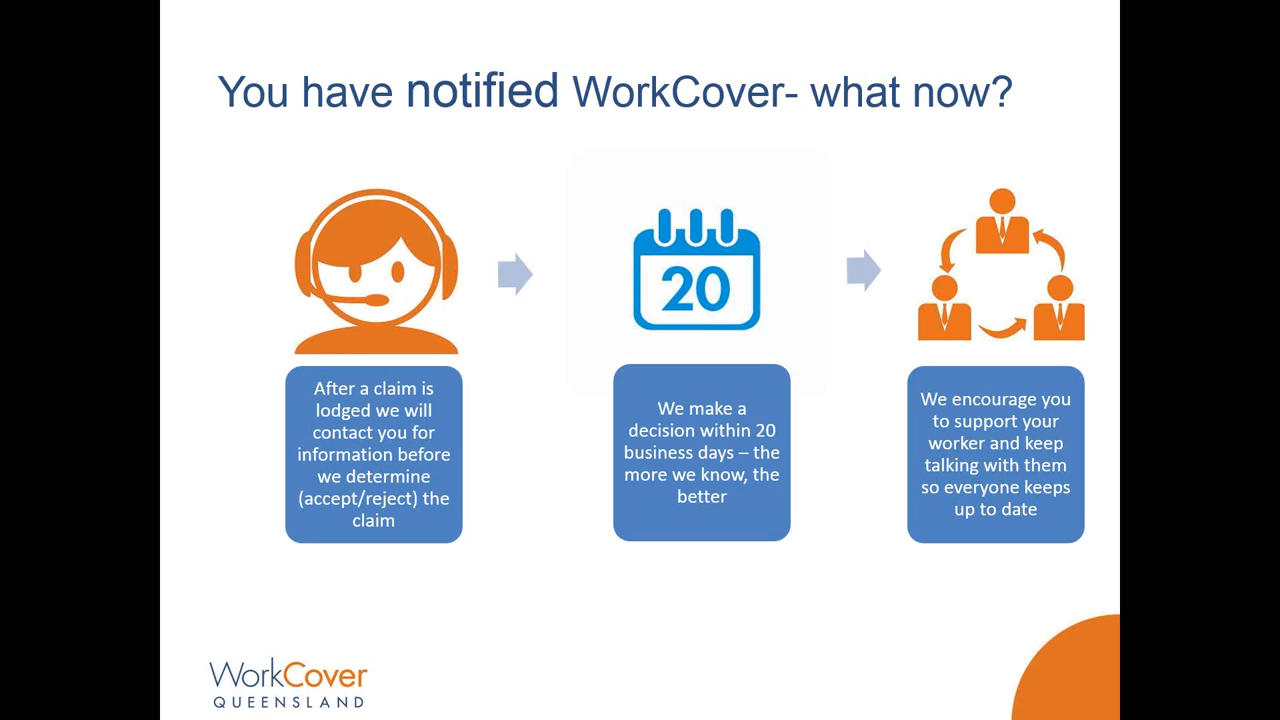 You have notified WorkCover- what now?
20
After a claim is
lodged we will
contact you for
information before
we determine
(accept/reject) the
claim
We make a
decision within 20
business days – the
more we know, the
better
We encourage you
to support your
worker and keep
talking with them
so everyone keeps
up to date
WorkCover
QUEENSLAND